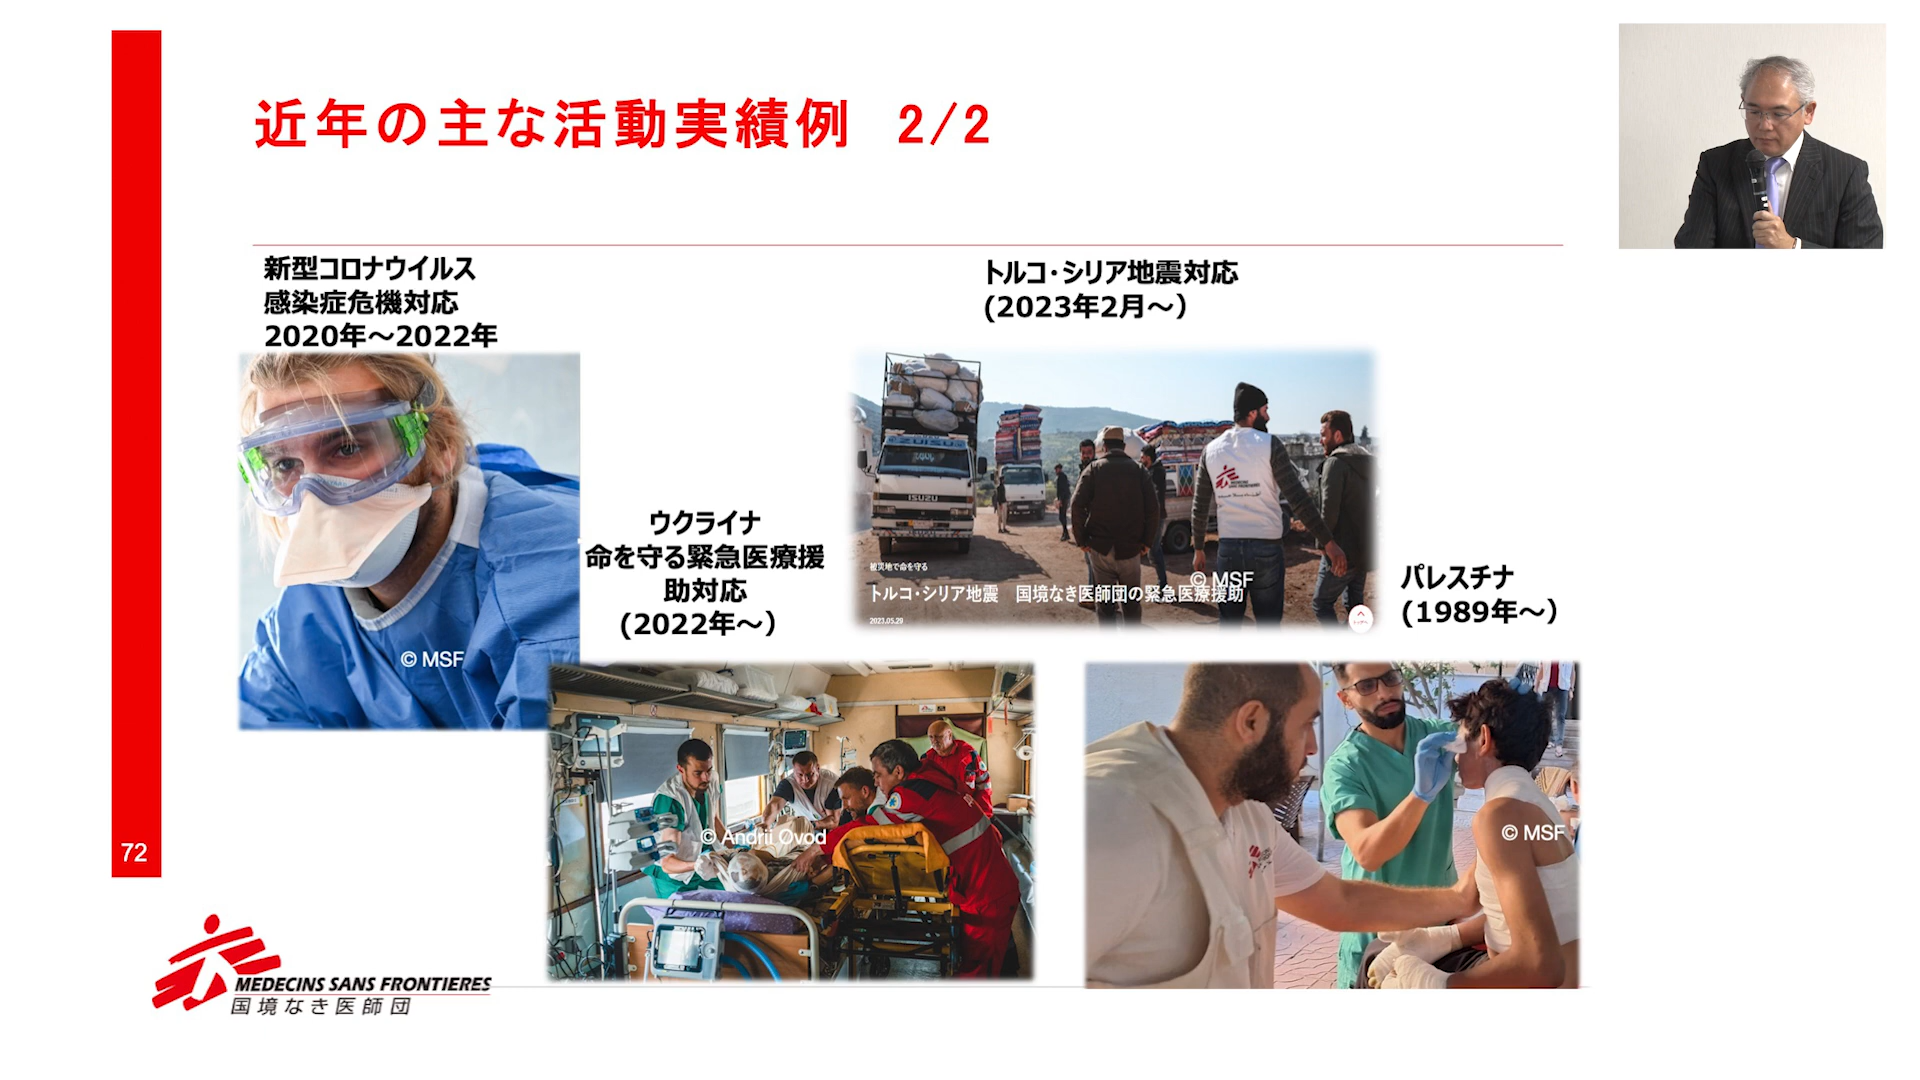 近年の主な活動実績例 2/2
新型コロナウイルス
感染症危機対応
2020年～2022年
© MSF
ウクライナ
命を守る緊急医療援
助対応
(2022年～)
© Andrii Ovod
トルコ・シリア地震対応
(2023年2月～)
ISUZU
MEDECINS
SANS FRONTIERES
被災地で命を守る
© MSF
トルコ・シリア地震 国境なき医師団の緊急医療援助
2023.05.29
パレスチナ
(1989年～)
© MSF
72
MEDECINS SANS FRONTIERES
国境なき医師団